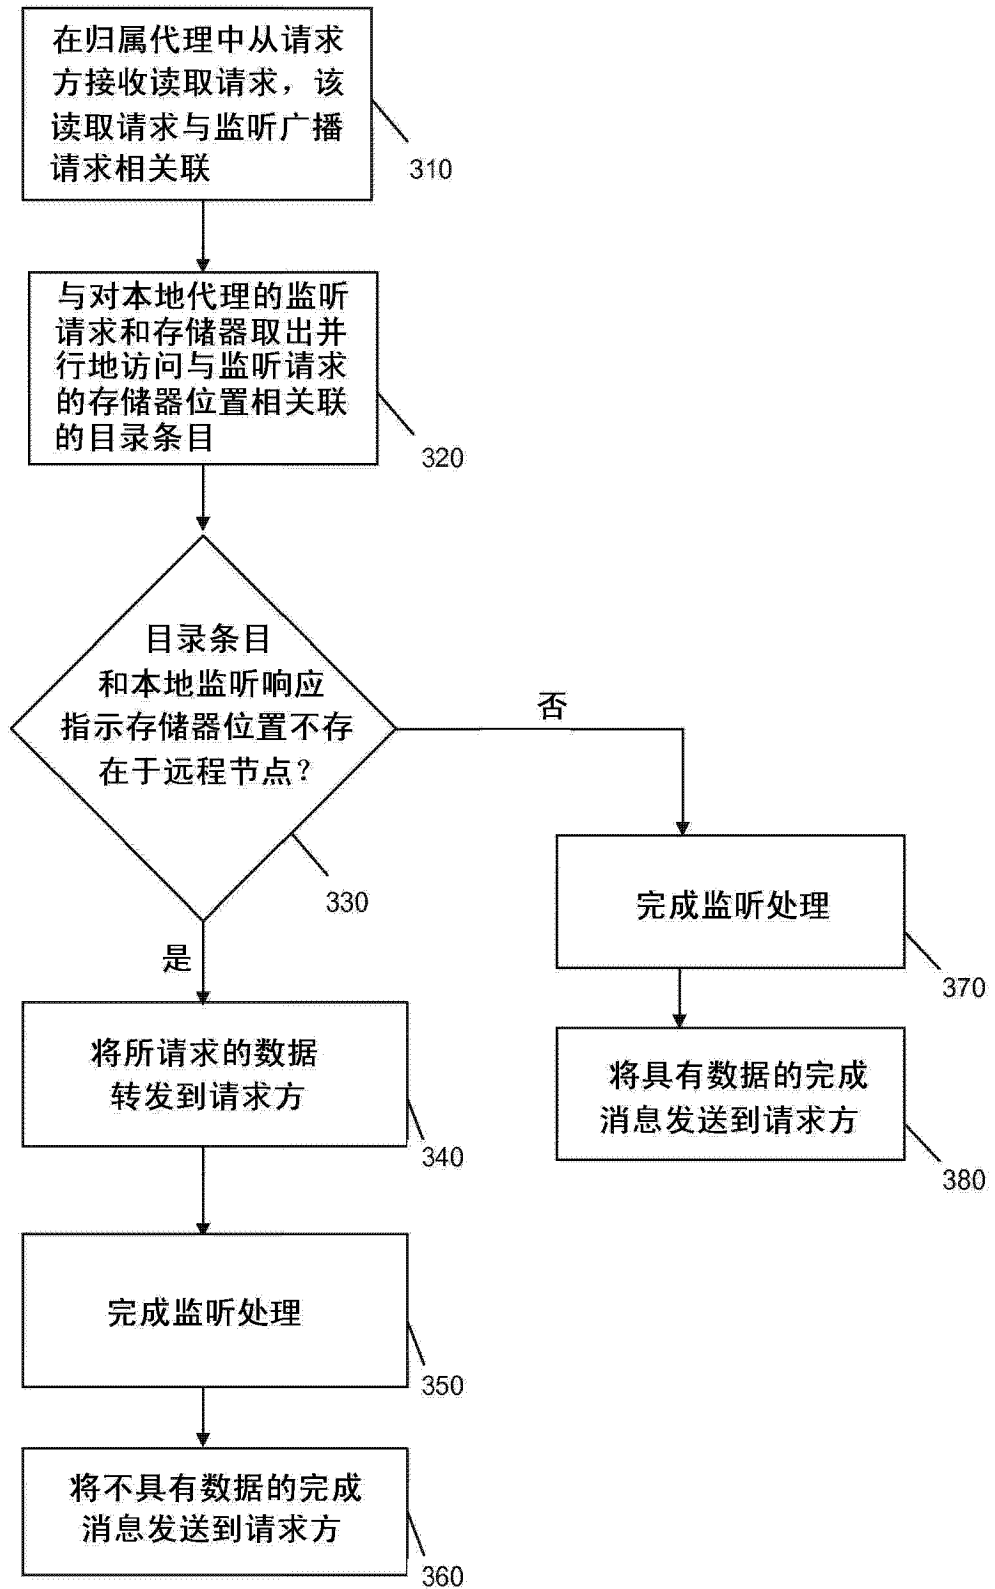 在归属代理中从请求
方接收读取请求，该
读取请求与监听广播
请求相关联
310
与对本地代理的监听
请求和存储器取出并
行地访问与监听请求
的存储器位置相关联
的目录条目
320
目录条目
和本地监听响应
指示存储器位置不存
在于远程节点？
330
否
是
完成监听处理
370
将所请求的数据
转发到请求方
340
将具有数据的完成
消息发送到请求方
380
完成监听处理
350
将不具有数据的完成
消息发送到请求方
360